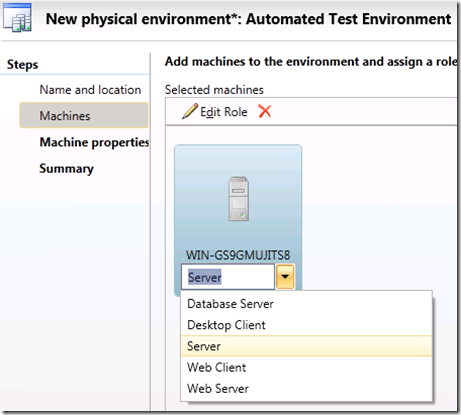 New physical environment*: Automated Test Environment
Steps
Name and location
Machines
Machine properties
Summary
Add machines to the environment and assign a role
Selected machines
Edit Role
WIN-GS9GMUJITS8
Server
Database Server
Desktop Client
Server
Web Client
Web Server